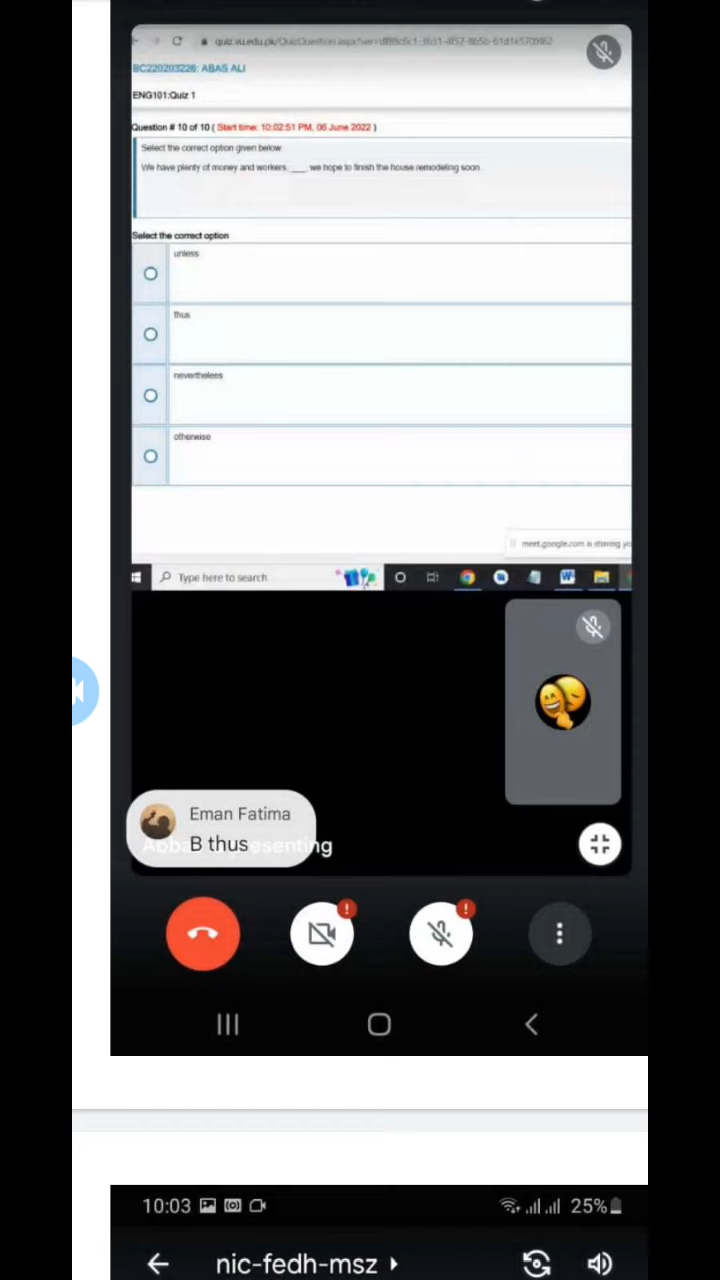 BC220203226: ABAS ALI
ENG101:Quiz 1
Question # 10 of 10 ( Start time: 10:02:51 PM, 06 June 2022 )
Select the correct option given below
We have plenty of money and workers. ___, we hope to finish the house remodeling soon.
Select the correct option
unless
thus
nevertheless
otherwise
meet.google.com is sharing yo
Type here to search
Eman Fatima
B thus
10:03
25%
nic-fedh-msz